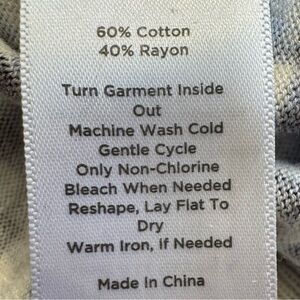 60% Cotton
40% Rayon
Turn Garment Inside
Out
Machine Wash Cold
Gentle Cycle
Only Non-Chlorine
Bleach When Needed
Reshape, Lay Flat To
Dry
Warm Iron, if Needed
Made In China